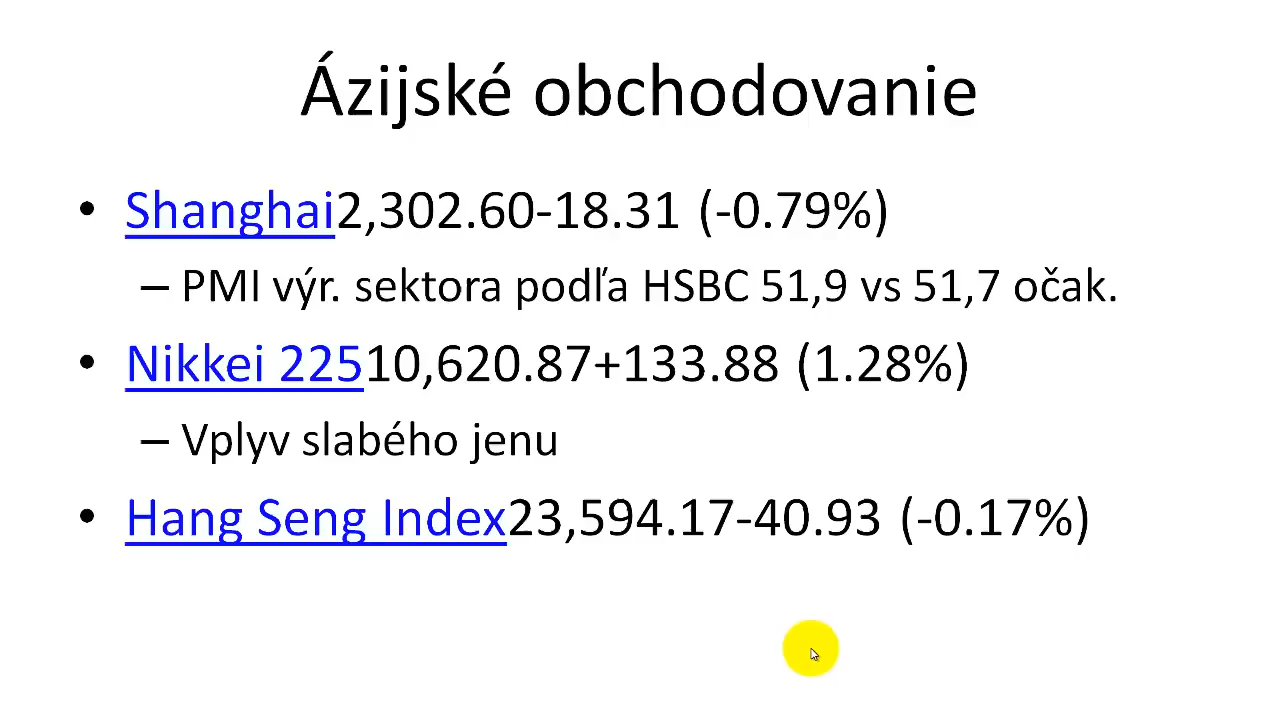 Ázijské obchodovanie
• Shanghai2,302.60-18.31 (-0.79%)
– PMI výr. sektora podľa HSBC 51,9 vs 51,7 očak.
• Nikkei 22510,620.87+133.88 (1.28%)
– Vplyv slabého jenu
• Hang Seng Index23,594.17-40.93 (-0.17%)